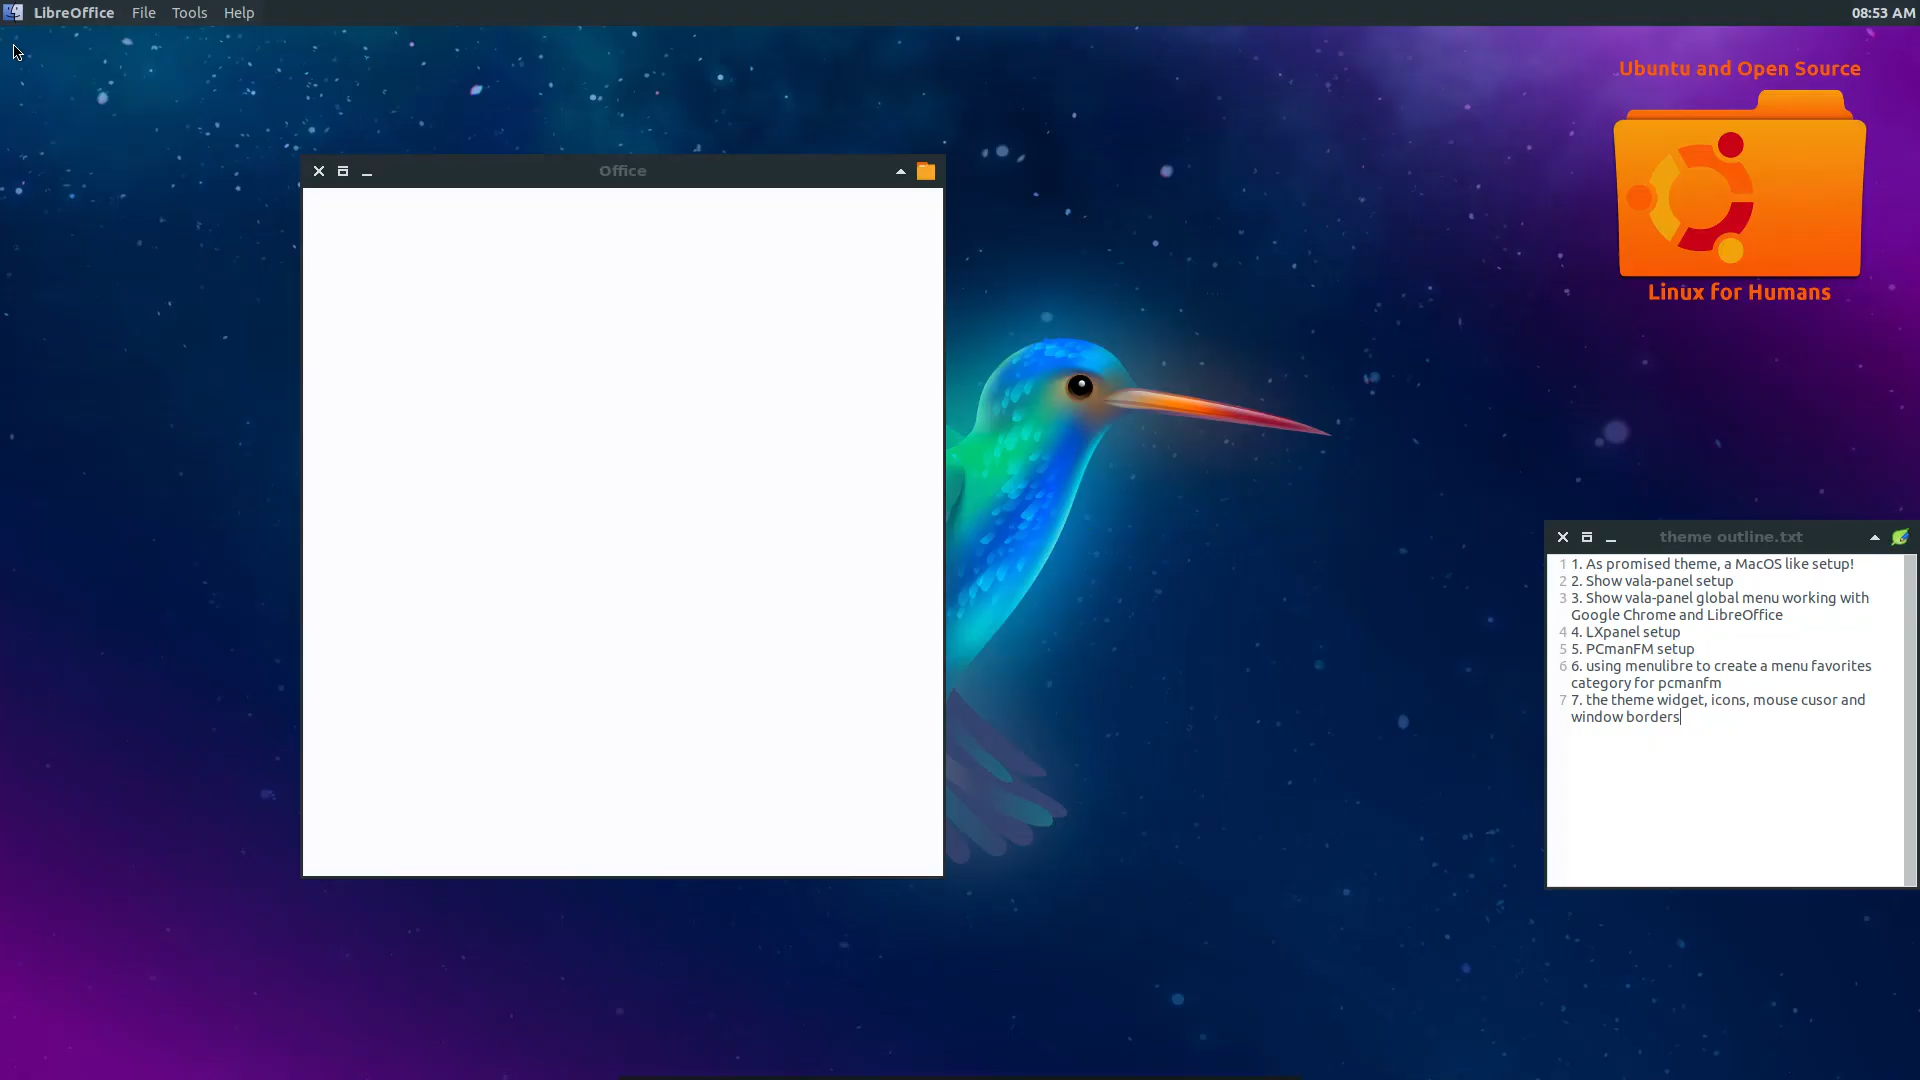 LibreOffice File Tools Help
08:53 AM
Ubuntu and Open Source
Linux for Humans
Office
theme outline.txt
1 1. As promised theme, a MacOS like setup!
2 2. Show vala-panel setup
3 3. Show vala-panel global menu working with
Google Chrome and LibreOffice
4 4. LXpanel setup
5 5. PCmanFM setup
6 6. using menulibre to create a menu favorites
category for pcmanfm
7 7. the theme widget, icons, mouse cusor and
window borders